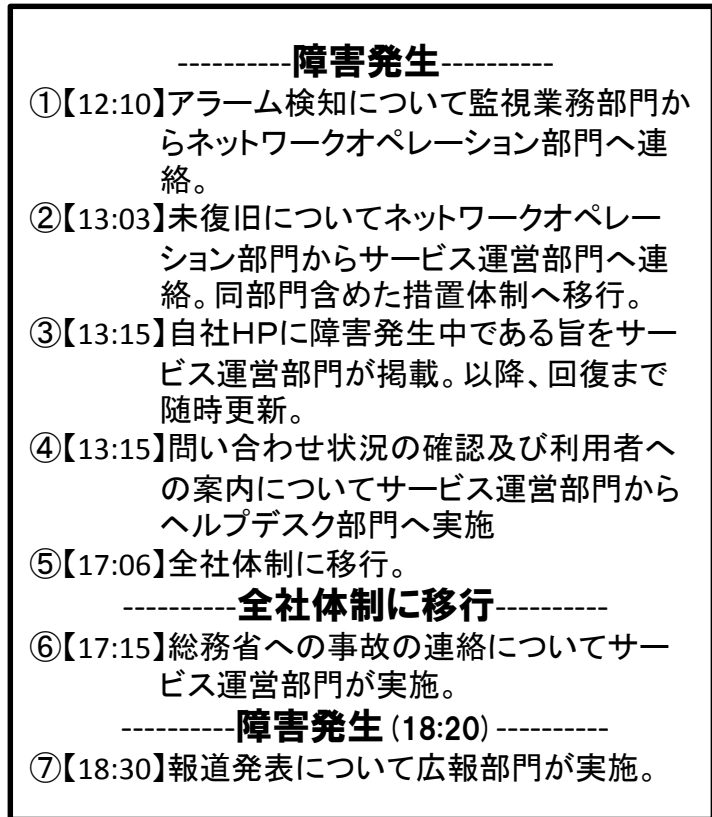 ----------障害発生----------
①【12:10】アラーム検知について監視業務部門か
らネットワークオペレーション部門へ連
絡。
②【13:03】未復旧についてネットワークオペレー
ション部門からサービス運営部門へ連
絡。同部門含めた措置体制へ移行。
③【13:15】自社HPに障害発生中である旨をサー
ビス運営部門が掲載。以降、回復まで
随時更新。
④【13:15】問い合わせ状況の確認及び利用者へ
の案内についてサービス運営部門から
ヘルプデスク部門へ実施
⑤【17:06】全社体制に移行。
----------全社体制に移行----------
⑥【17:15】総務省への事故の連絡についてサー
ビス運営部門が実施。
----------障害発生(18:20)----------
⑦【18:30】報道発表について広報部門が実施。